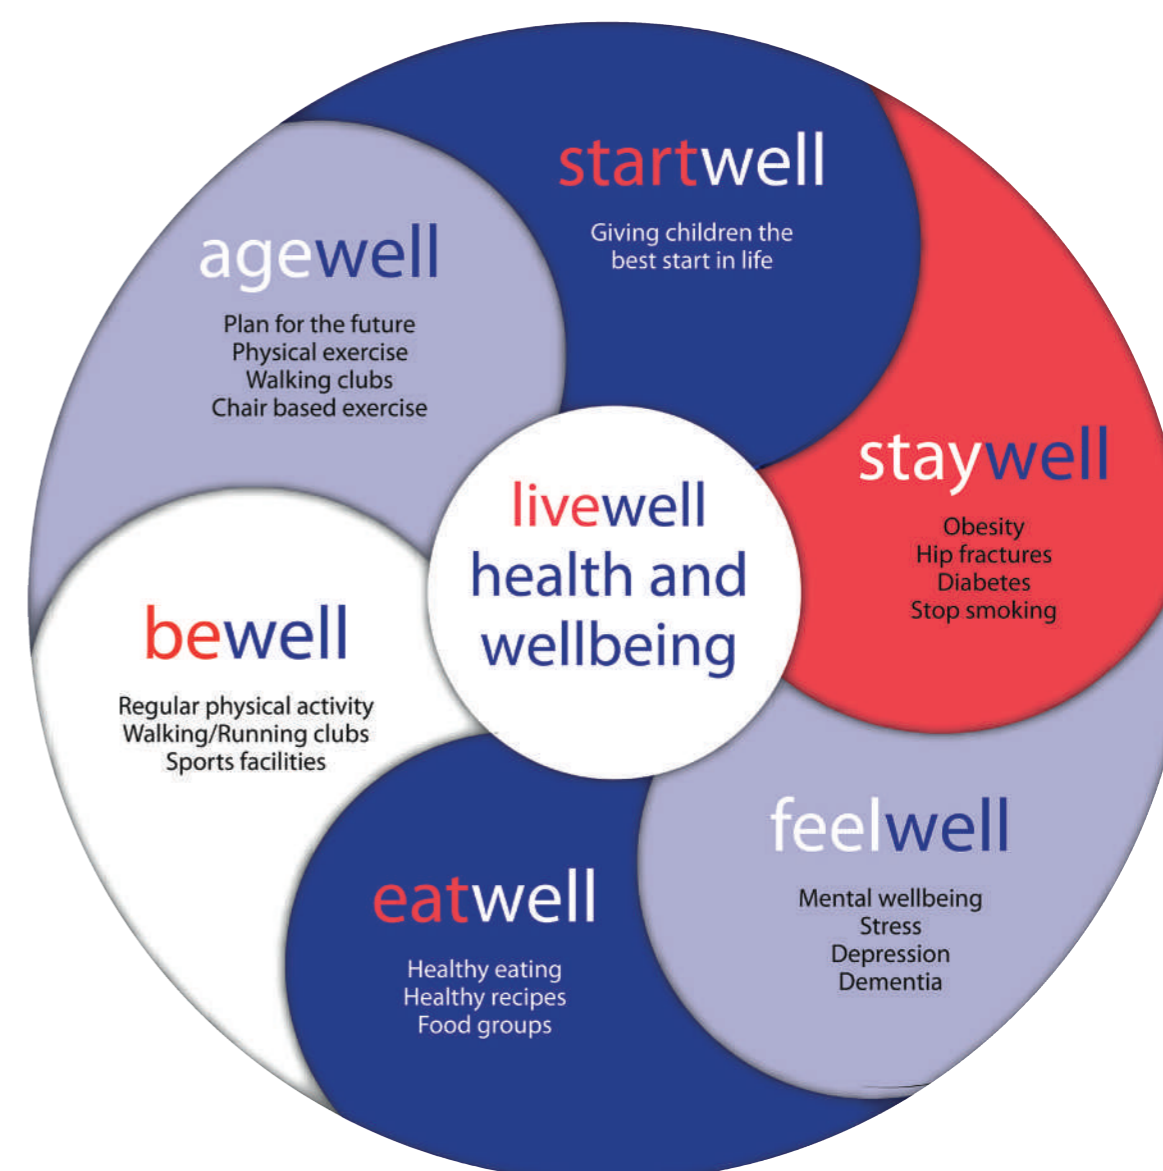 startwell
Giving children the
best start in life
staywell
Obesity
Hip fractures
Diabetes
Stop smoking
feelwell
Mental wellbeing
Stress
Depression
Dementia
eatwell
Healthy eating
Healthy recipes
Food groups
bewell
Regular physical activity
Walking/Running clubs
Sports facilities
agewell
Plan for the future
Physical exercise
Walking clubs
Chair based exercise
livewell
health and
wellbeing